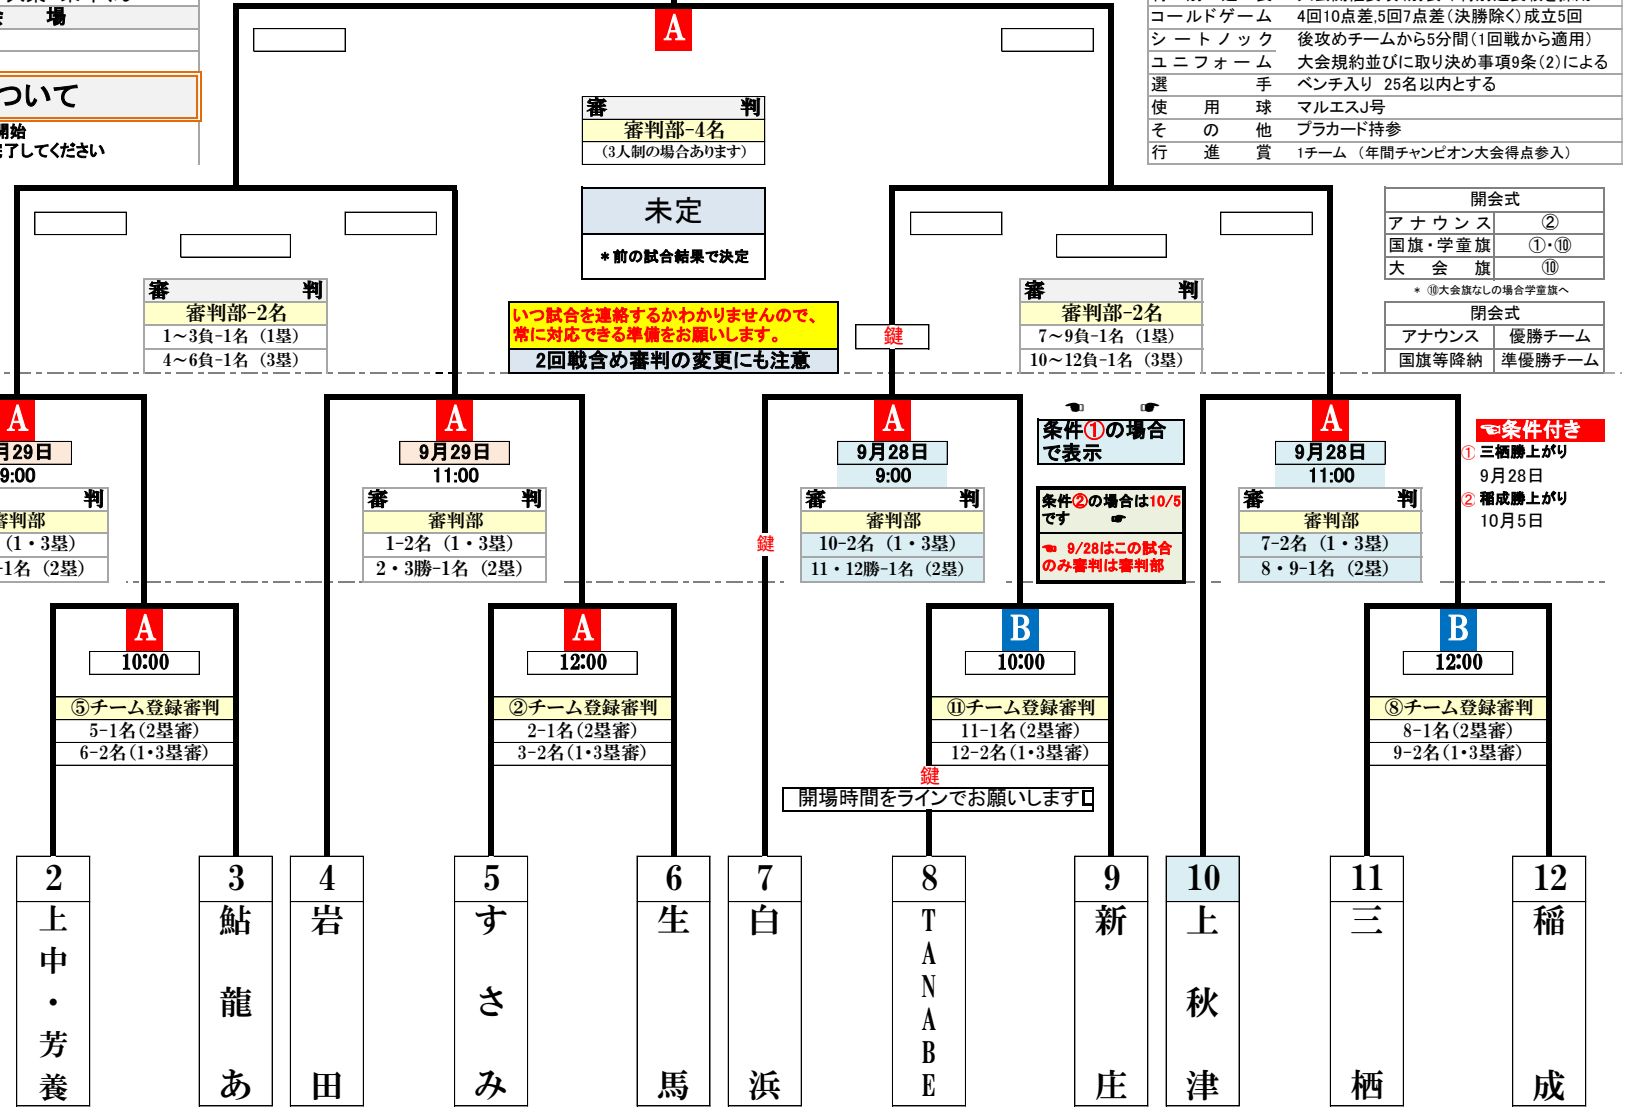 場
ついて
開始
完了してください
A
審判
審判部-4名
(3人制の場合あります)
未定
*前の試合結果で決定
コールドゲーム 4回10点差,5回7点差(決勝除く)成立5回
シートノック 後攻めチームから5分間(1回戦から適用)
ユニフォーム 大会規約並びに取り決め事項9条(2)による
選手 ベンチ入り 25名以内とする
使用球 マルエスJ号
その他 プラカード持参
行進賞 1チーム (年間チャンピオン大会得点参入)
開会式
アナウンス ②
国旗・学童旗 ①・⑩
大会旗 ⑩
* ⑩大会旗なしの場合学童旗へ
閉会式
アナウンス 優勝チーム
国旗等降納 準優勝チーム
審判
審判部-2名
1～3負-1名 (1塁)
4～6負-1名 (3塁)
いつ試合を連絡するかわかりませんので、
常に対応できる準備をお願いします。
2回戦含め審判の変更にも注意
鍵
審判
審判部-2名
7～9負-1名 (1塁)
10～12負-1名 (3塁)
A
月29日
9:00
判
審判部
(1・3塁)
-1名 (2塁)
A
9月29日
11:00
審判
審判部
1-2名 (1・3塁)
2・3勝-1名 (2塁)
鍵
A
9月28日
9:00
審判
審判部
10-2名 (1・3塁)
11・12勝-1名 (2塁)
☜ ☞
条件①の場合
で表示
条件②の場合は10/5
です ☞
☜ 9/28はこの試合
のみ審判は審判部
A
9月28日
11:00
審判
審判部
7-2名 (1・3塁)
8・9-1名 (2塁)
☜条件付き
① 三栖勝上がり
9月28日
② 稲成勝上がり
10月5日
A
10:00
⑤チーム登録審判
5-1名(2塁審)
6-2名(1・3塁審)
A
12:00
②チーム登録審判
2-1名(2塁審)
3-2名(1・3塁審)
B
10:00
⑪チーム登録審判
11-1名(2塁審)
12-2名(1・3塁審)
鍵
開場時間をラインでお願いします
B
12:00
⑧チーム登録審判
8-1名(2塁審)
9-2名(1・3塁審)
2 上中・芳養
3 鮎龍あ
4 岩田
5 すさみ
6 生馬
7 白浜
8 TANABE
9 新庄
10 上秋津
11 三栖
12 稲成